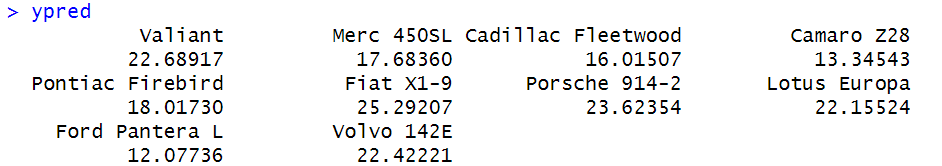 > ypred
Valiant Merc 450SL Cadillac Fleetwood Camaro Z28
22.68917 17.68360 16.01507 13.34543
Pontiac Firebird Fiat X1-9 Porsche 914-2 Lotus Europa
18.01730 25.29207 23.62354 22.15524
Ford Pantera L Volvo 142E
12.07736 22.42221